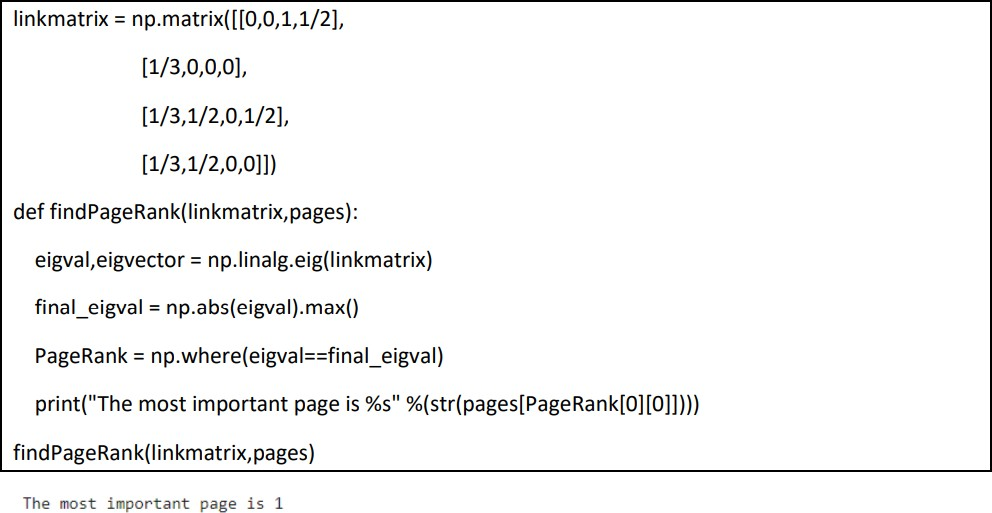 linkmatrix = np.matrix([[0,0,1,1/2],
[1/3,0,0,0],
[1/3,1/2,0,1/2],
[1/3,1/2,0,0]])
def findPageRank(linkmatrix,pages):
eigval,eigvector = np.linalg.eig(linkmatrix)
final_eigval = np.abs(eigval).max()
PageRank = np.where(eigval==final_eigval)
print("The most important page is %s" %(str(pages[PageRank[0][0]])))
findPageRank(linkmatrix,pages)
The most important page is 1